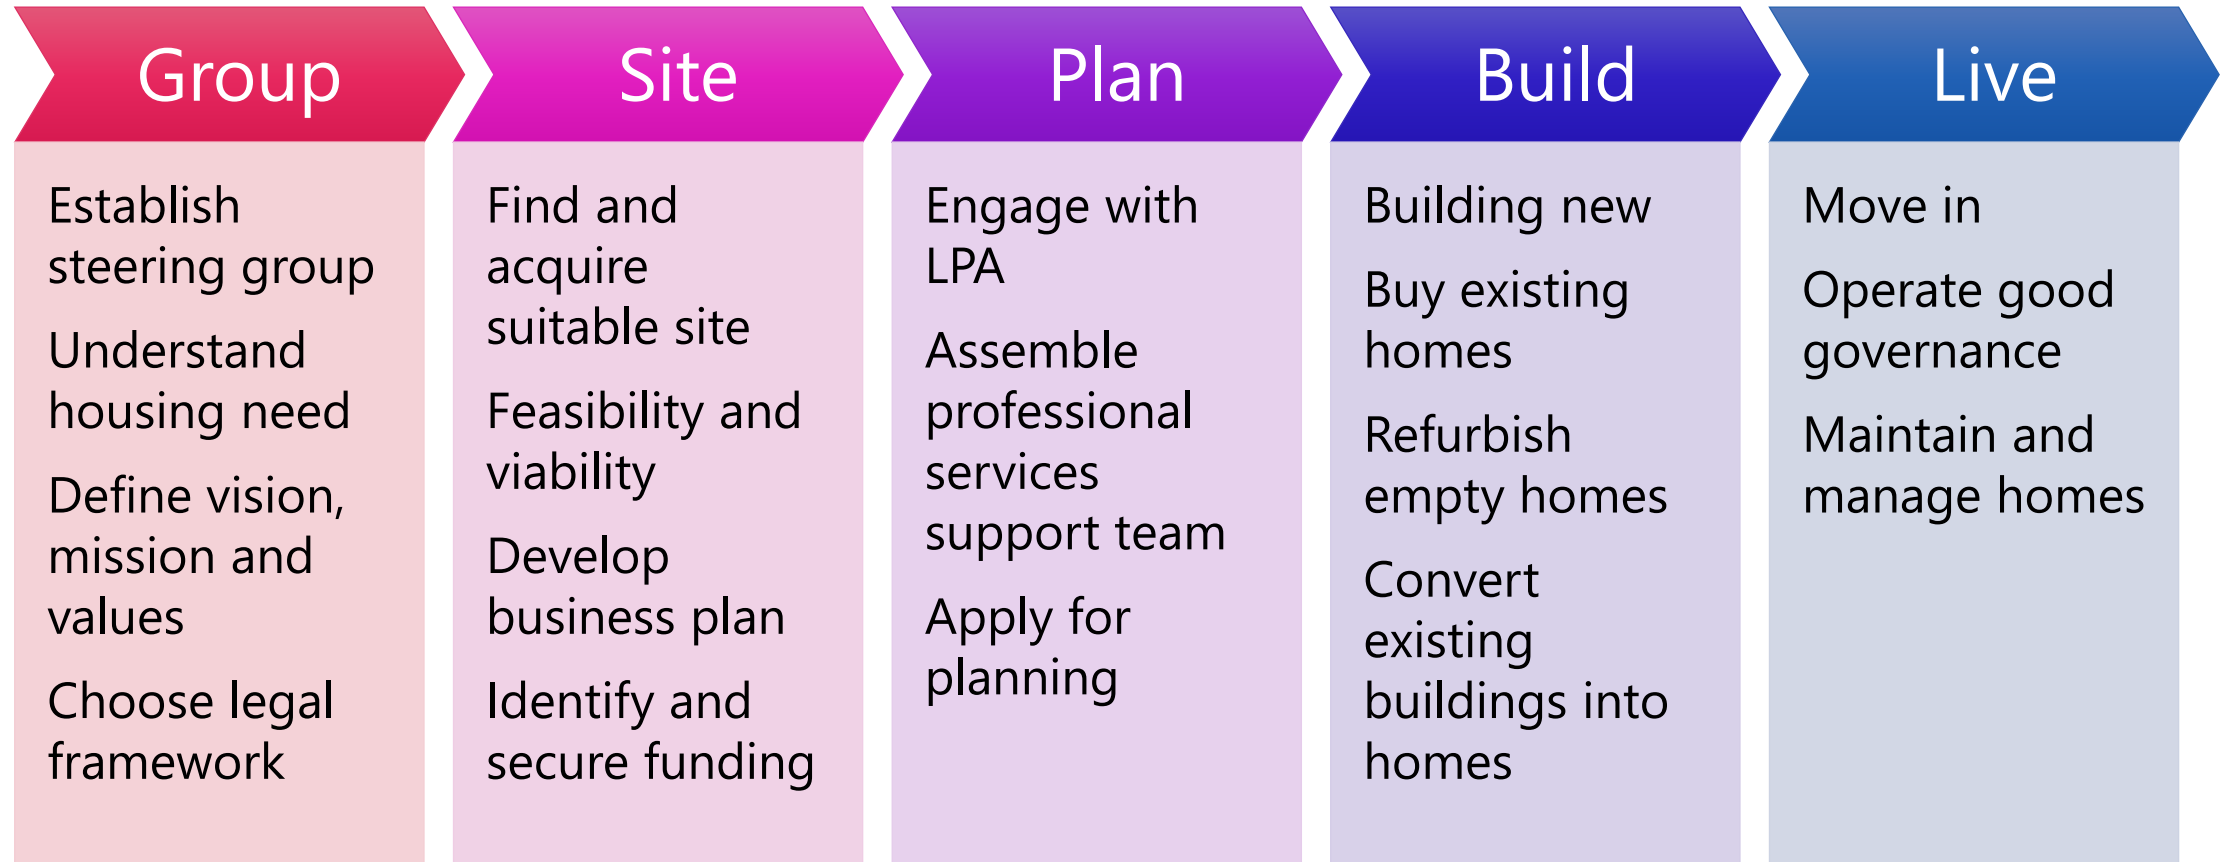 Group
Establish
steering group
Understand
housing need
Define vision,
mission and
values
Choose legal
framework
Site
Find and
acquire
suitable site
Feasibility and
viability
Develop
business plan
Identify and
secure funding
Plan
Engage with
LPA
Assemble
professional
services
support team
Apply for
planning
Build
Building new
Buy existing
homes
Refurbish
empty homes
Convert
existing
buildings into
homes
Live
Move in
Operate good
governance
Maintain and
manage homes